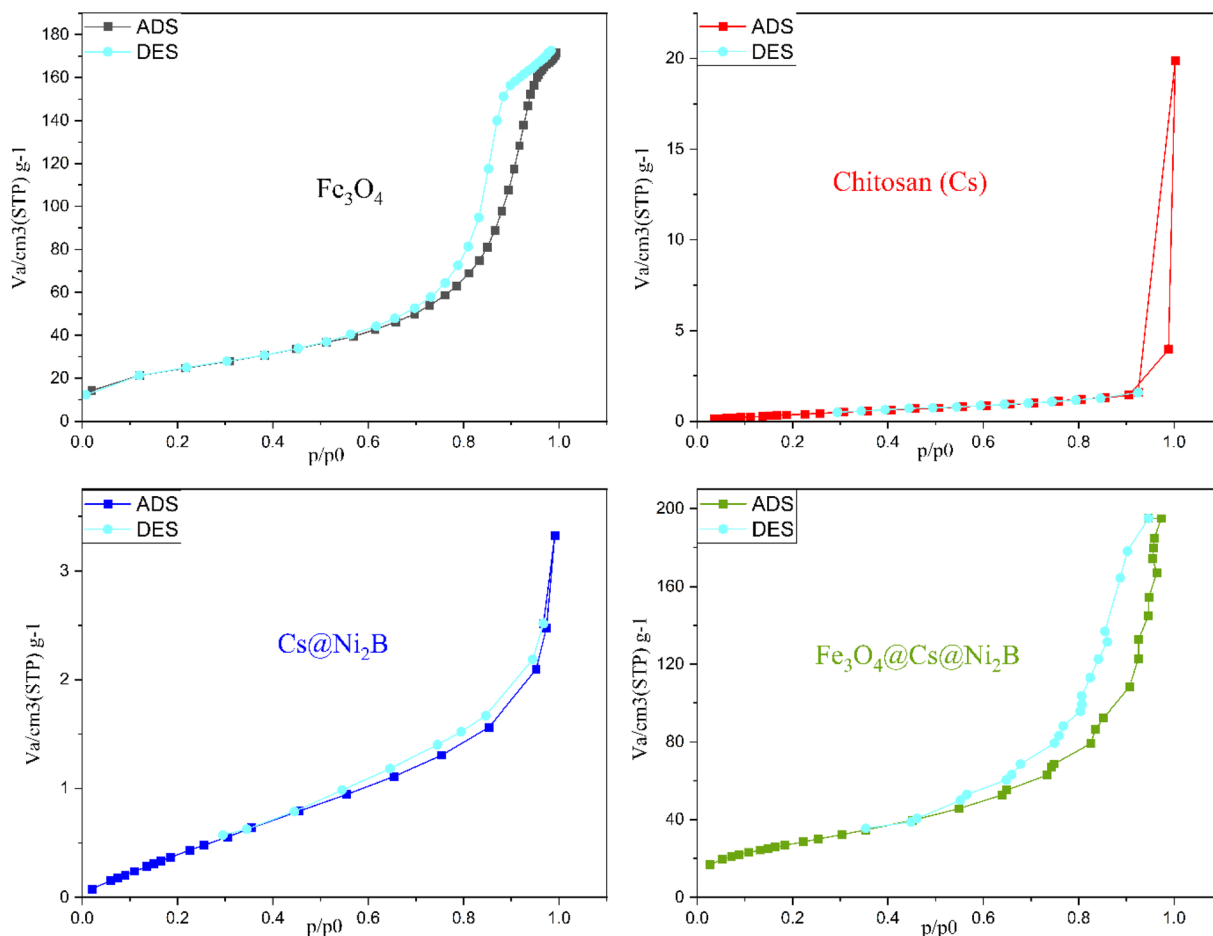 ADS
DES
Fe3O4
Va/cm3(STP) g-1
0
20
40
60
80
100
120
140
160
180
0.0
0.2
0.4
0.6
0.8
1.0
p/p0
ADS
DES
Chitosan (Cs)
Va/cm3(STP) g-1
0
5
10
15
20
0.0
0.2
0.4
0.6
0.8
1.0
p/p0
ADS
DES
Cs@Ni2B
Va/cm3(STP) g-1
0
1
2
3
0.0
0.2
0.4
0.6
0.8
1.0
p/p0
ADS
DES
Fe3O4@Cs@Ni2B
Va/cm3(STP) g-1
0
40
80
120
160
200
0.0
0.2
0.4
0.6
0.8
1.0
p/p0